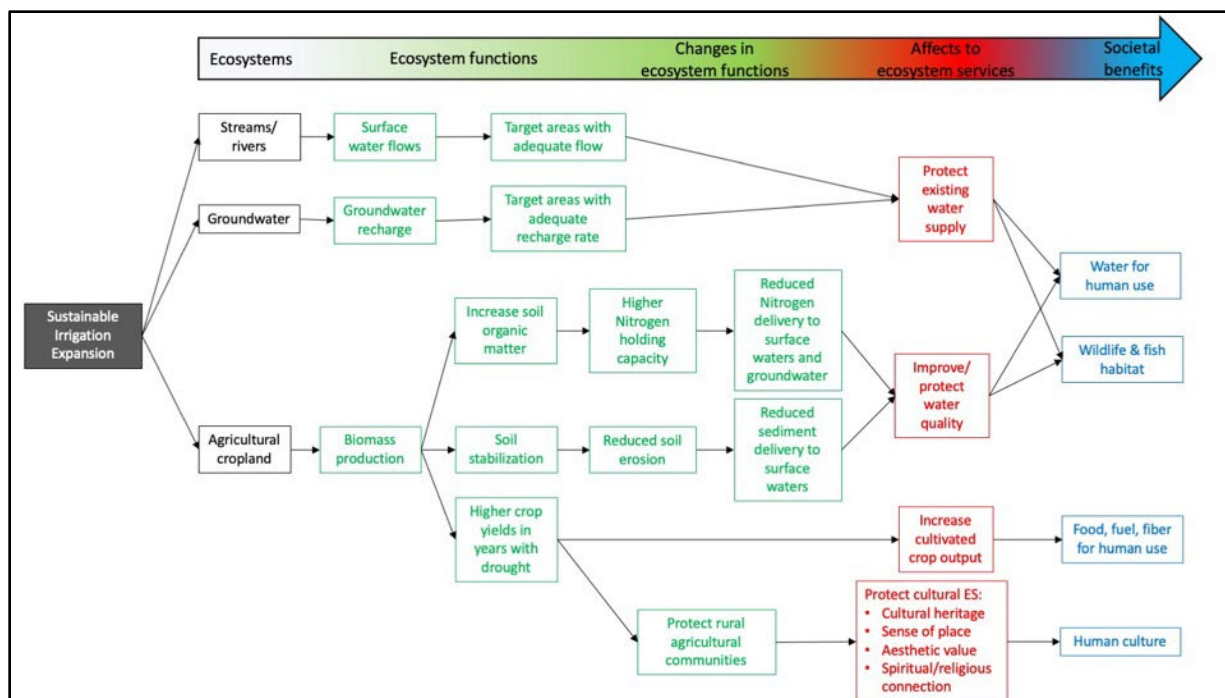 Ecosystems
Ecosystem functions
Changes in
ecosystem functions
Affects to
ecosystem services
Societal
benefits
Streams/
rivers
Surface
water flows
Target areas with
adequate flow
Protect
existing
water
supply
Groundwater
Groundwater
recharge
Target areas with
adequate
recharge rate
Water for
human use
Sustainable
Irrigation
Expansion
Increase soil
organic
matter
Higher
Nitrogen
holding
capacity
Reduced
Nitrogen
delivery to
surface
waters and
groundwater
Wildlife & fish
habitat
Improve/
protect
water
quality
Agricultural
cropland
Biomass
production
Soil
stabilization
Reduced soil
erosion
Reduced
sediment
delivery to
surface
waters
Higher crop
yields in
years with
drought
Increase
cultivated
crop output
Food, fuel, fiber
for human use
Protect rural
agricultural
communities
Protect cultural ES:
• Cultural heritage
• Sense of place
• Aesthetic value
• Spiritual/religious
connection
Human culture